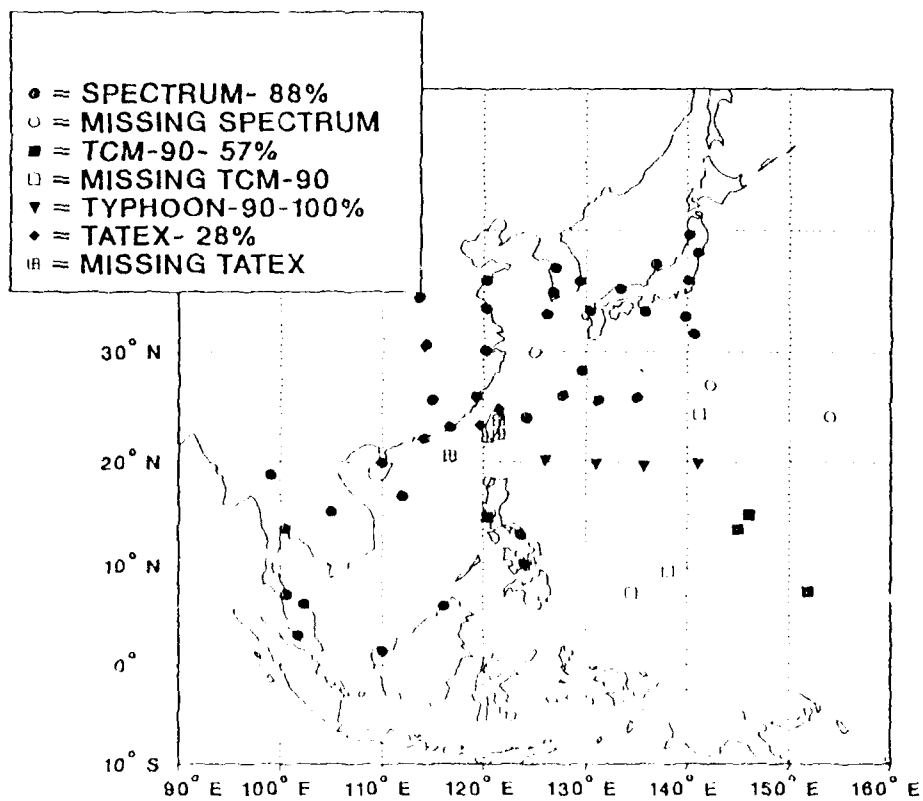 ● = SPECTRUM- 88%
○ = MISSING SPECTRUM
■ = TCM-90- 57%
□ = MISSING TCM-90
▼ = TYPHOON-90-100%
◆ = TATEX- 28%
⊞ = MISSING TATEX
30° N
20° N
10° N
0°
10° S
90° E 100° E 110° E 120° E 130° E 140° E 150° E 160° E